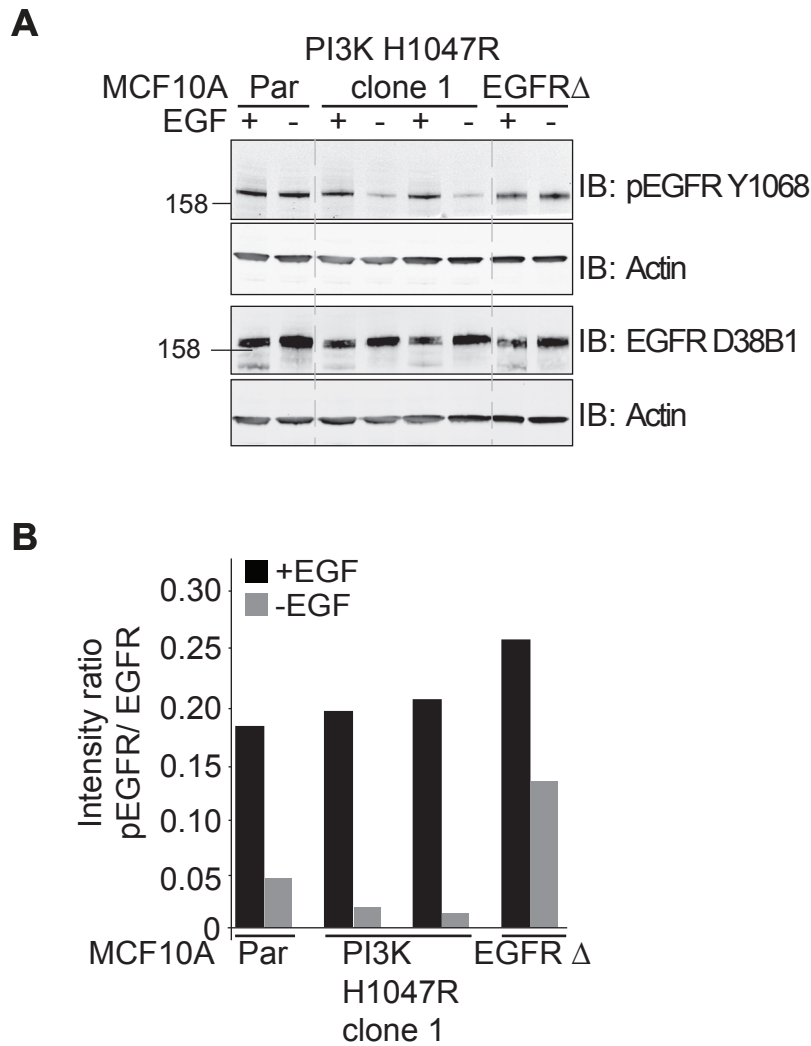 A
PI3K H1047R
MCF10A Par clone 1 EGFRΔ
EGF + - + - + - + -
158
IB: pEGFR Y1068
IB: Actin
158
IB: EGFR D38B1
IB: Actin
B
+EGF
-EGF
Intensity ratio
pEGFR/ EGFR
0.30
0.25
0.20
0.15
0.10
0.05
0
MCF10A Par PI3K EGFR Δ
H1047R
clone 1